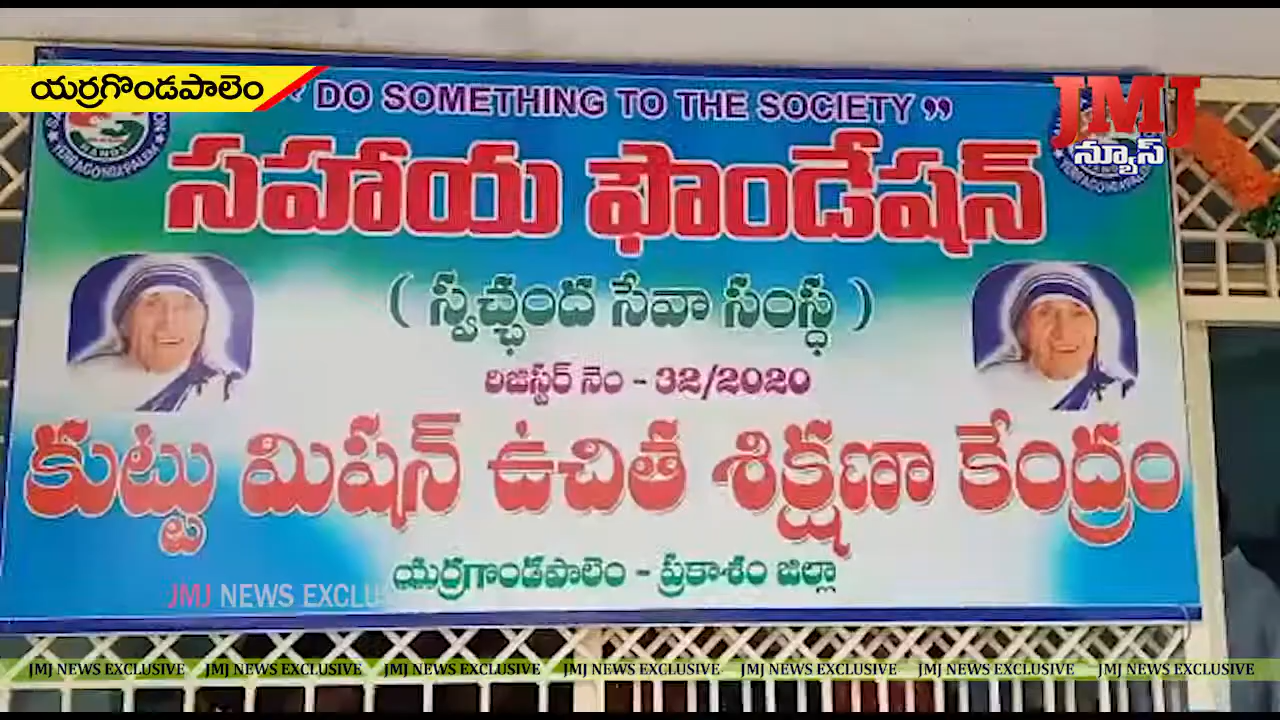 యర్రగొండపాలెం
DO SOMETHING TO THE SOCIETY ”
JMJ
న్యూస్
YERRAGONDAPALEM
సహాయ ఫౌండేషన్
( స్వచ్ఛంద సేవా సంస్థ )
రిజిస్టర్ నెం - 32/2020
కుట్టు మిషన్ ఉచిత శిక్షణా కేంద్రం
యర్రగొండపాలెం - ప్రకాశం జిల్లా
JMJ NEWS EXCLUS
JMJ NEWS EXCLUSIVE JMJ NEWS EXCLUSIVE JMJ NEWS EXCLUSIVE JMJ NEWS EXCLUSIVE JMJ NEWS EXCLUSIVE JMJ NEWS EXCLUSIVE JMJ NEWS EXCLUSIVE